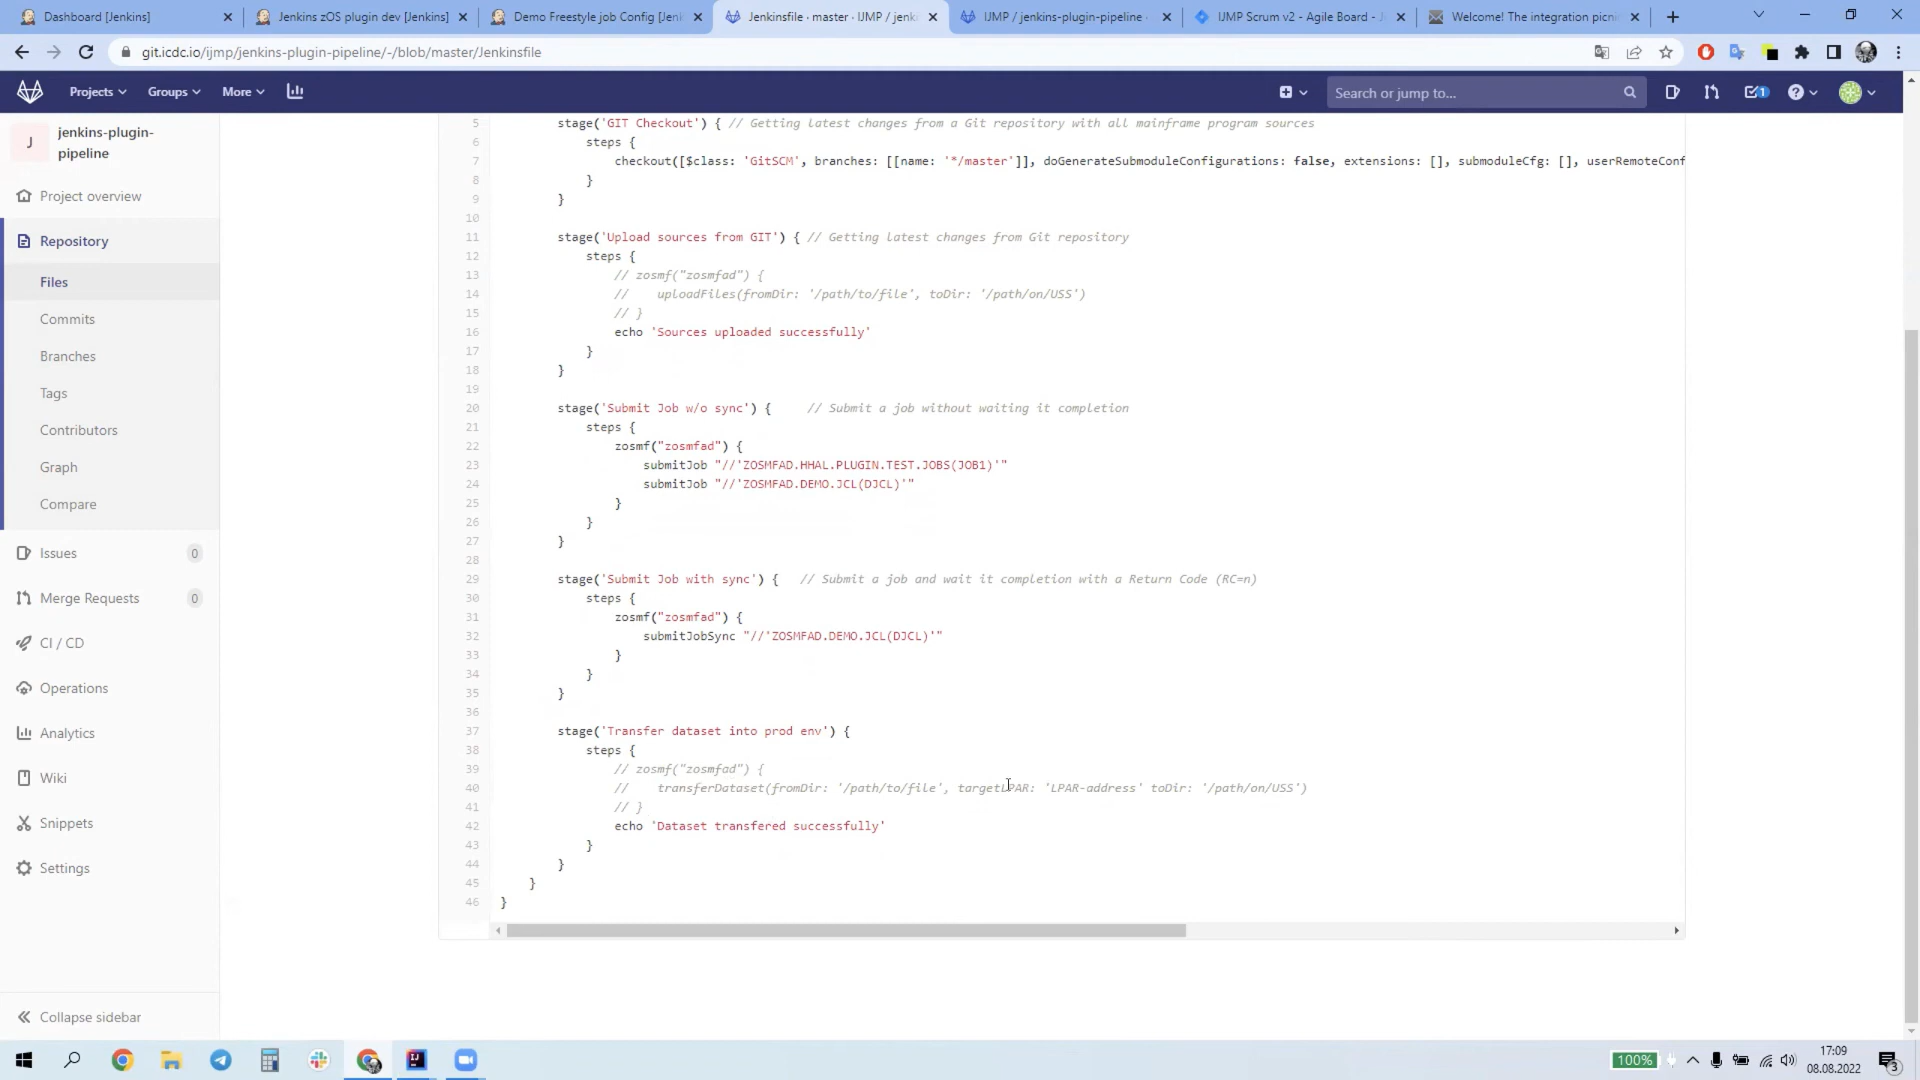 Dashboard [Jenkins]
Jenkins zOS plugin dev [Jenkins]
Demo Freestyle job Config [Jenki
Jenkinsfile · master · IJMP / jenk
IJMP / jenkins-plugin-pipeline ·
IJMP Scrum v2 - Agile Board - J
Welcome! The integration picni
git.icdc.io/ijmp/jenkins-plugin-pipeline/-/blob/master/Jenkinsfile
Projects
Groups
More
Search or jump to...
1
J
jenkins-plugin-
pipeline
Project overview
Repository
Files
Commits
Branches
Tags
Contributors
Graph
Compare
Issues
0
Merge Requests
0
CI / CD
Operations
Analytics
Wiki
Snippets
Settings
Collapse sidebar
5 stage('GIT Checkout') { // Getting latest changes from a Git repository with all mainframe program sources
6 steps {
7 checkout([$class: 'GitSCM', branches: [[name: '*/master']], doGenerateSubmoduleConfigurations: false, extensions: [], submoduleCfg: [], userRemoteConf
8 }
9 }
10
11 stage('Upload sources from GIT') { // Getting latest changes from Git repository
12 steps {
13 // zosmf("zosmfad") {
14 // uploadFiles(fromDir: '/path/to/file', toDir: '/path/on/USS')
15 // }
16 echo 'Sources uploaded successfully'
17 }
18 }
19
20 stage('Submit Job w/o sync') { // Submit a job without waiting it completion
21 steps {
22 zosmf("zosmfad") {
23 submitJob "//'ZOSMFAD.HHAL.PLUGIN.TEST.JOBS(JOB1)'"
24 submitJob "//'ZOSMFAD.DEMO.JCL(DJCL)'"
25 }
26 }
27 }
28
29 stage('Submit Job with sync') { // Submit a job and wait it completion with a Return Code (RC=n)
30 steps {
31 zosmf("zosmfad") {
32 submitJobSync "//'ZOSMFAD.DEMO.JCL(DJCL)'"
33 }
34 }
35 }
36
37 stage('Transfer dataset into prod env') {
38 steps {
39 // zosmf("zosmfad") {
40 // transferDataset(fromDir: '/path/to/file', targetLPAR: 'LPAR-address' toDir: '/path/on/USS')
41 // }
42 echo 'Dataset transfered successfully'
43 }
44 }
45 }
46 }
100%
17:09
08.08.2022
3